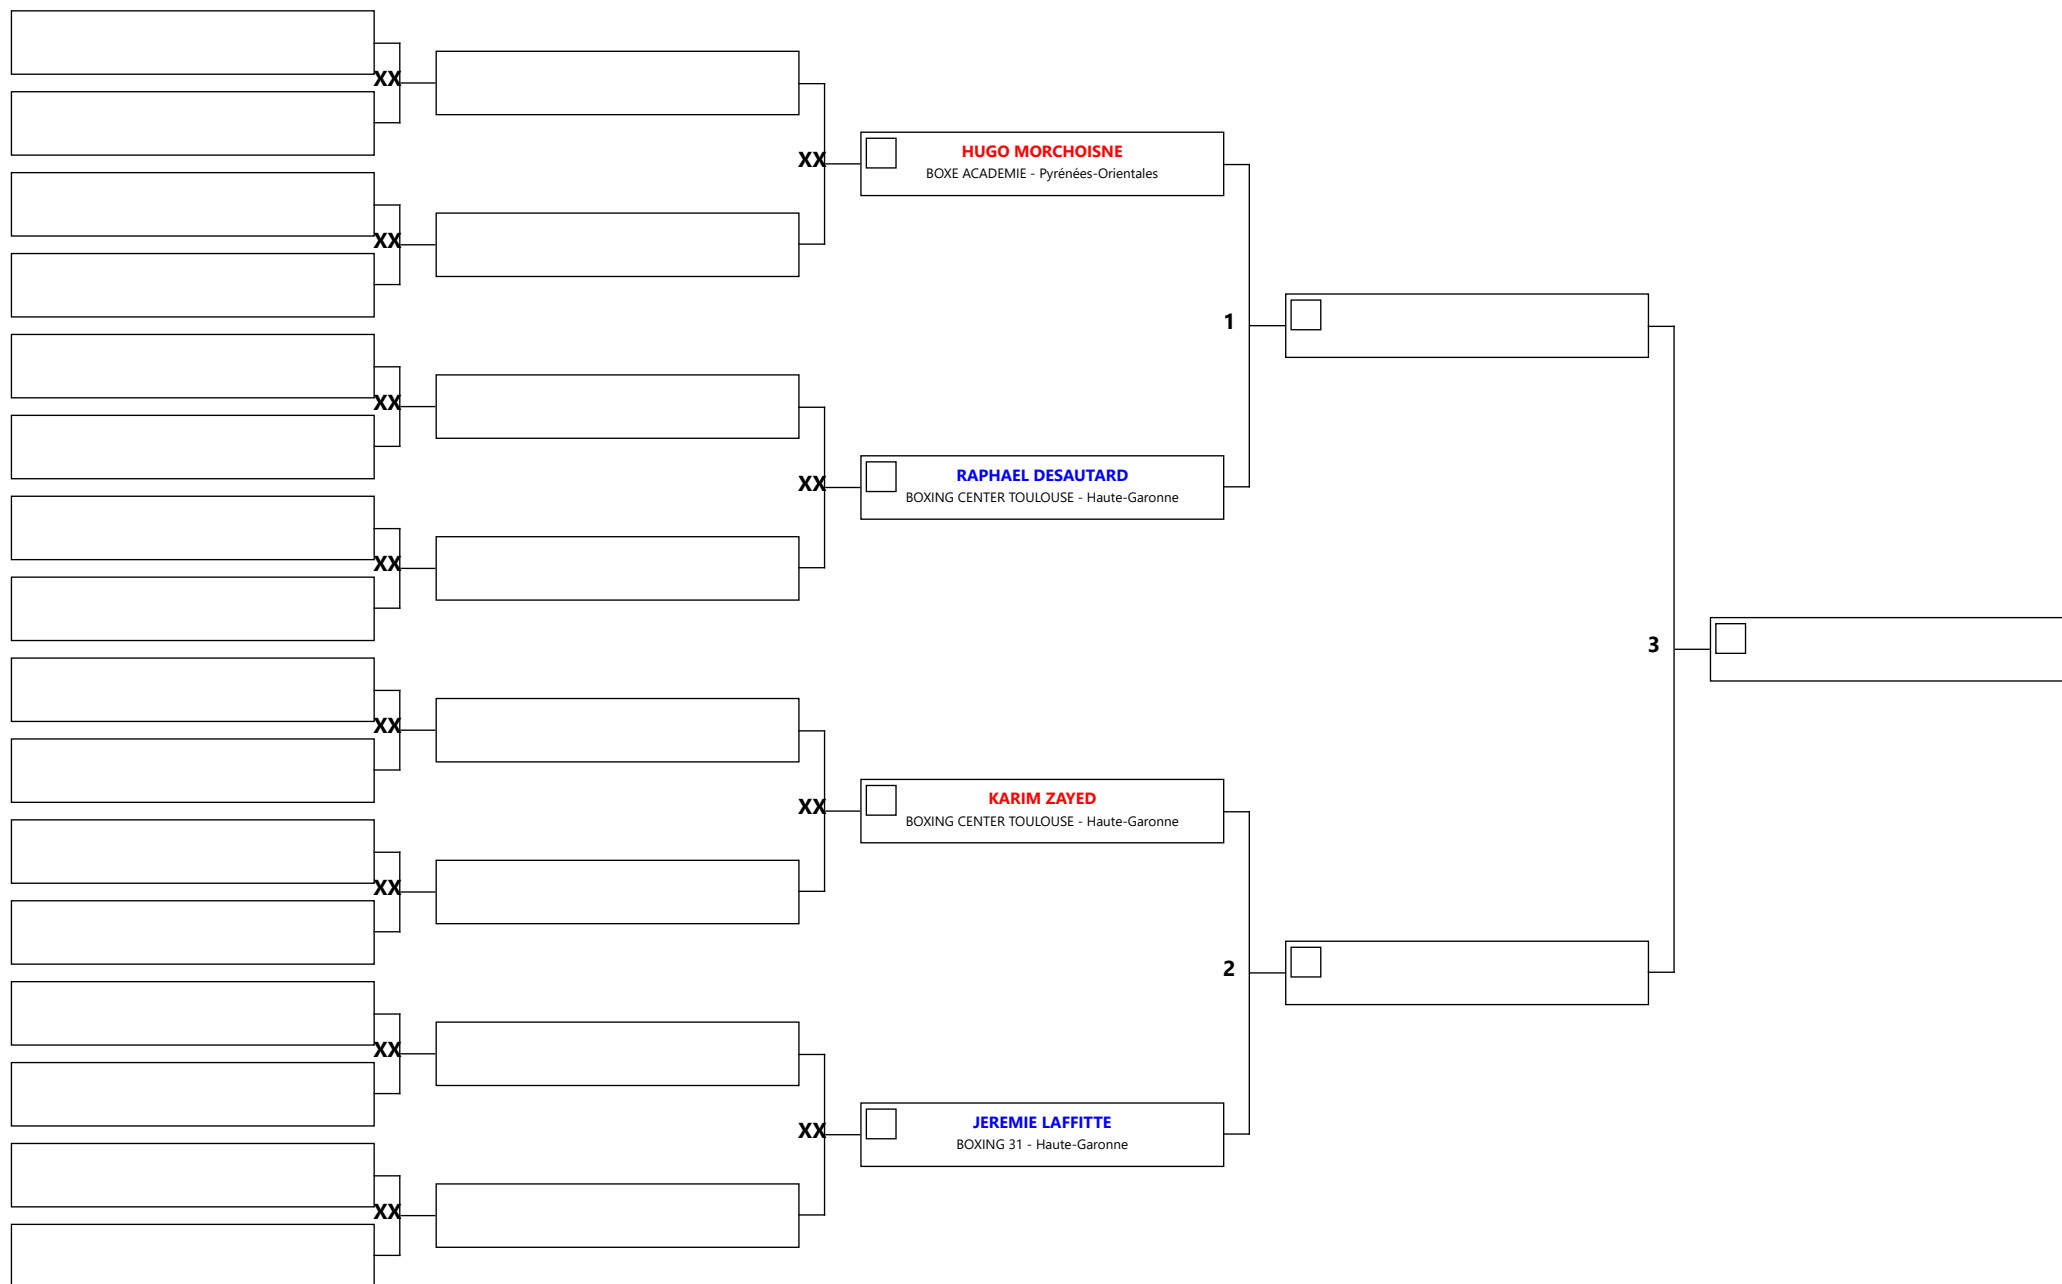 XX
XX
XX
XX
XX
XX
XX
XX
XX
XX
XX
XX
HUGO MORCHOISNE
BOXE ACADEMIE - Pyrénées-Orientales
RAPHAEL DESAUTARD
BOXING CENTER TOULOUSE - Haute-Garonne
KARIM ZAYED
BOXING CENTER TOULOUSE - Haute-Garonne
JEREMIE LAFFITTE
BOXING 31 - Haute-Garonne
1
2
3